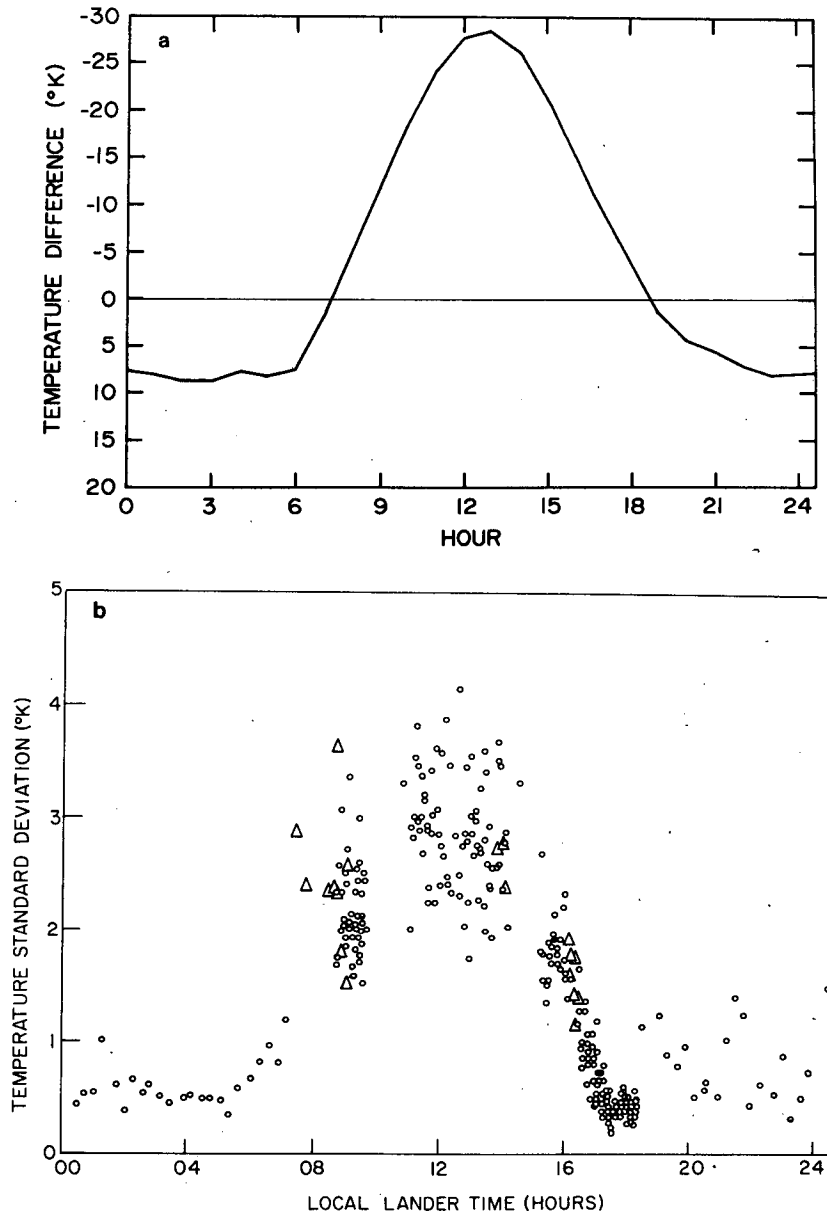 a
TEMPERATURE DIFFERENCE (°K)
-30
-25
-20
-15
-10
-5
0
5
10
15
20
0 3 6 9 12 15 18 21 24
HOUR
b
TEMPERATURE STANDARD DEVIATION (°K)
5
4
3
2
1
0
00 04 08 12 16 20 24
LOCAL LANDER TIME (HOURS)